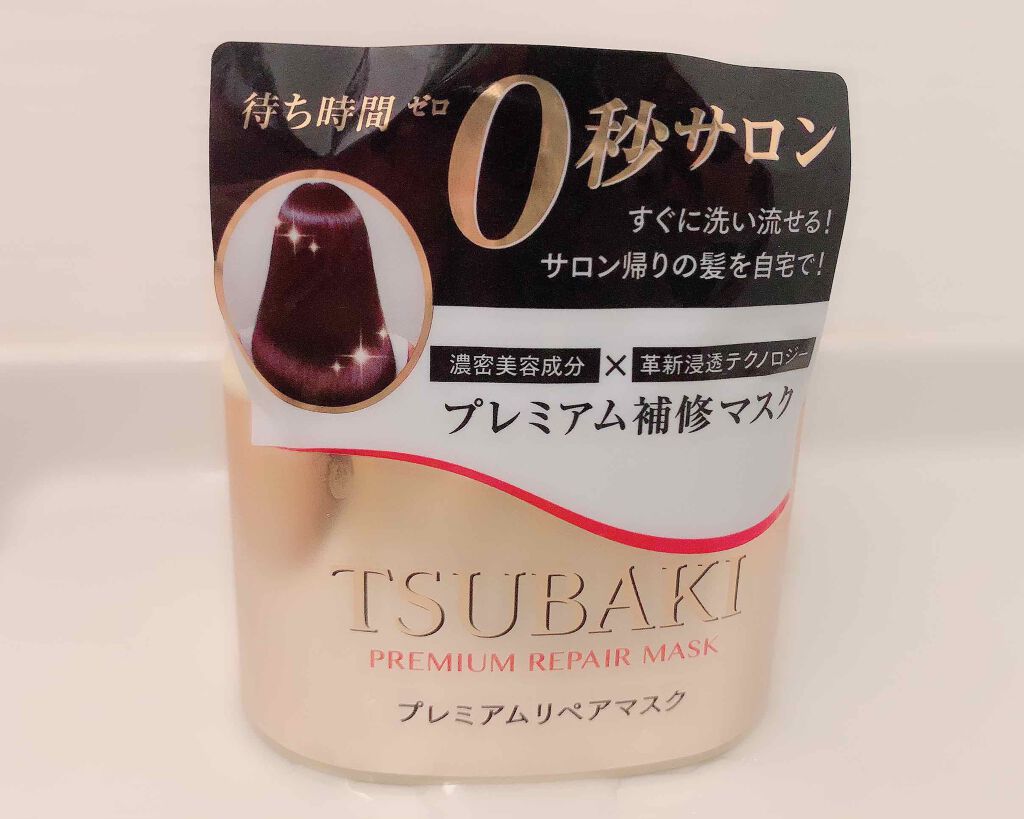 待ち時間 ゼロ 0秒サロン
すぐに洗い流せる!
サロン帰りの髪を自宅で!
濃密美容成分×革新浸透テクノロジー
プレミアム補修マスク
TSUBAKI
PREMIUM REPAIR MASK
プレミアムリペアマスク